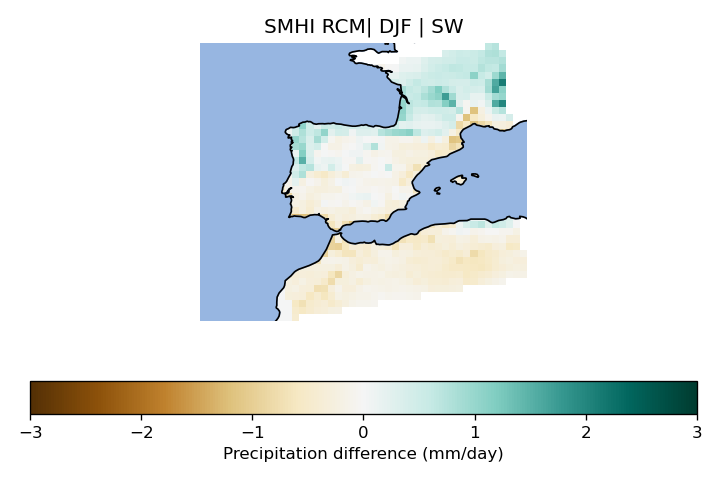 SMHI RCM| DJF | SW
−3 −2 −1 0 1 2 3
Precipitation difference (mm/day)